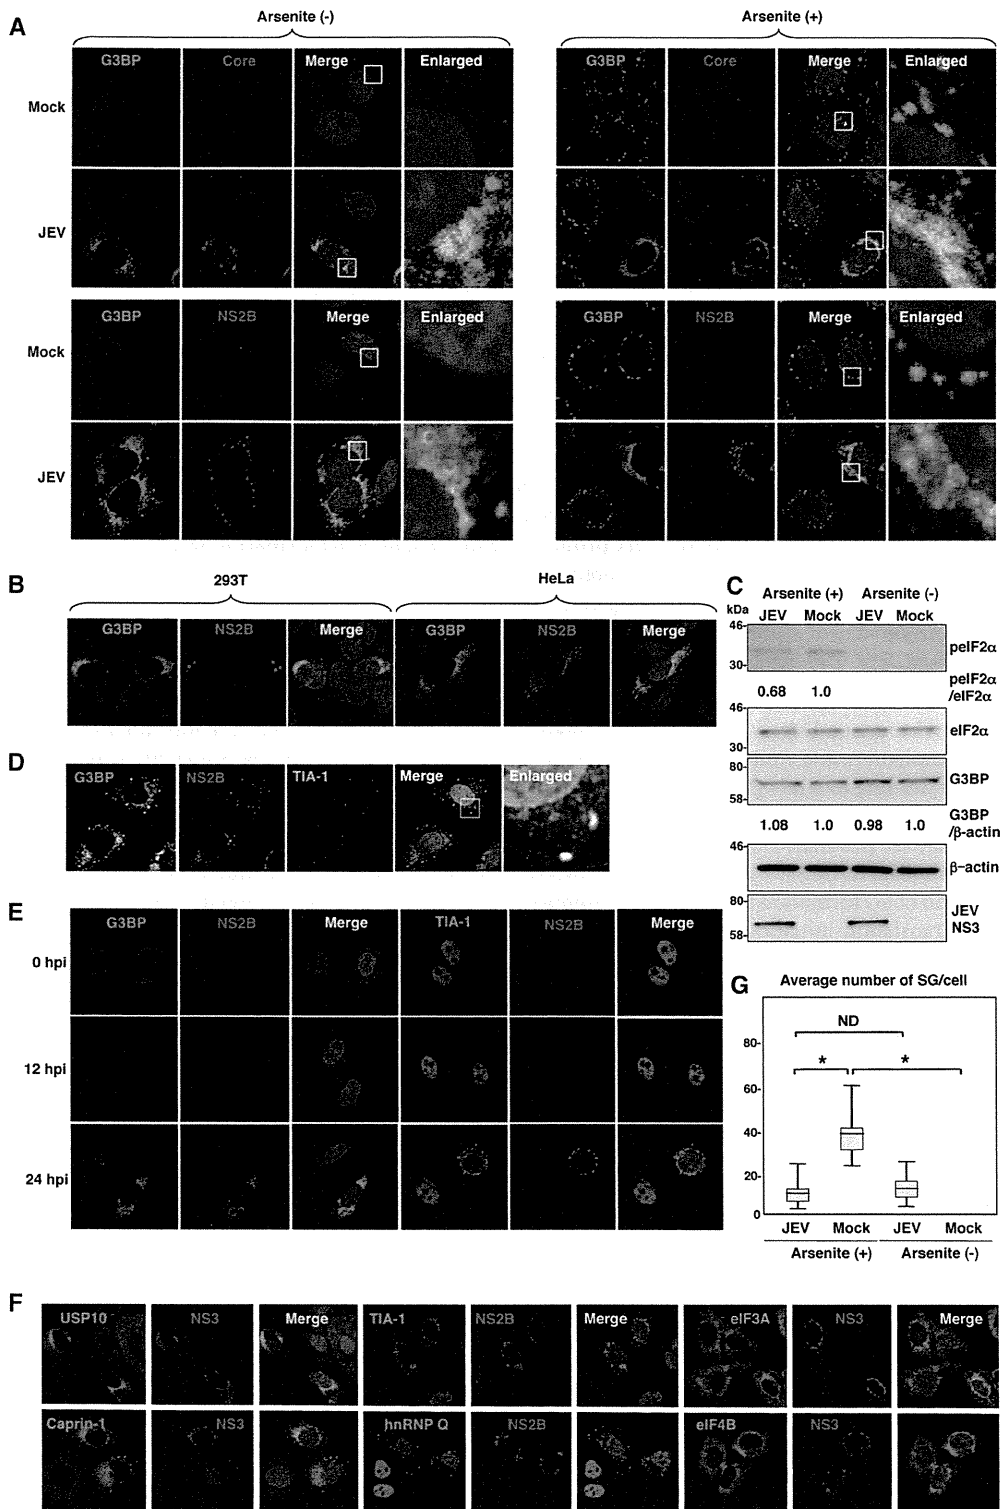 A
Arsenite (-)
Arsenite (+)
G3BP Core Merge Enlarged
G3BP Core Merge Enlarged
Mock
JEV
G3BP NS2B Merge Enlarged
G3BP NS2B Merge Enlarged
Mock
JEV
B
293T
HeLa
G3BP NS2B Merge G3BP NS2B Merge
C
Arsenite (+) Arsenite (-)
kDa JEV Mock JEV Mock
46-
30-
peIF2α
peIF2α
/eIF2α
0.68 1.0
46-
30-
eIF2α
80-
58-
G3BP
1.08 1.0 0.98 1.0
G3BP
/β-actin
46-
β-actin
80-
58-
JEV
NS3
D
G3BP NS2B TIA-1 Merge Enlarged
E
G3BP NS2B Merge TIA-1 NS2B Merge
0 hpi
12 hpi
24 hpi
G
Average number of SG/cell
80-
60-
40-
20-
0
ND
* *
JEV Mock JEV Mock
Arsenite (+) Arsenite (-)
F
USP10 NS3 Merge TIA-1 NS2B Merge eIF3A NS3 Merge
Caprin-1 NS3 hnRNP Q NS2B eIF4B NS3